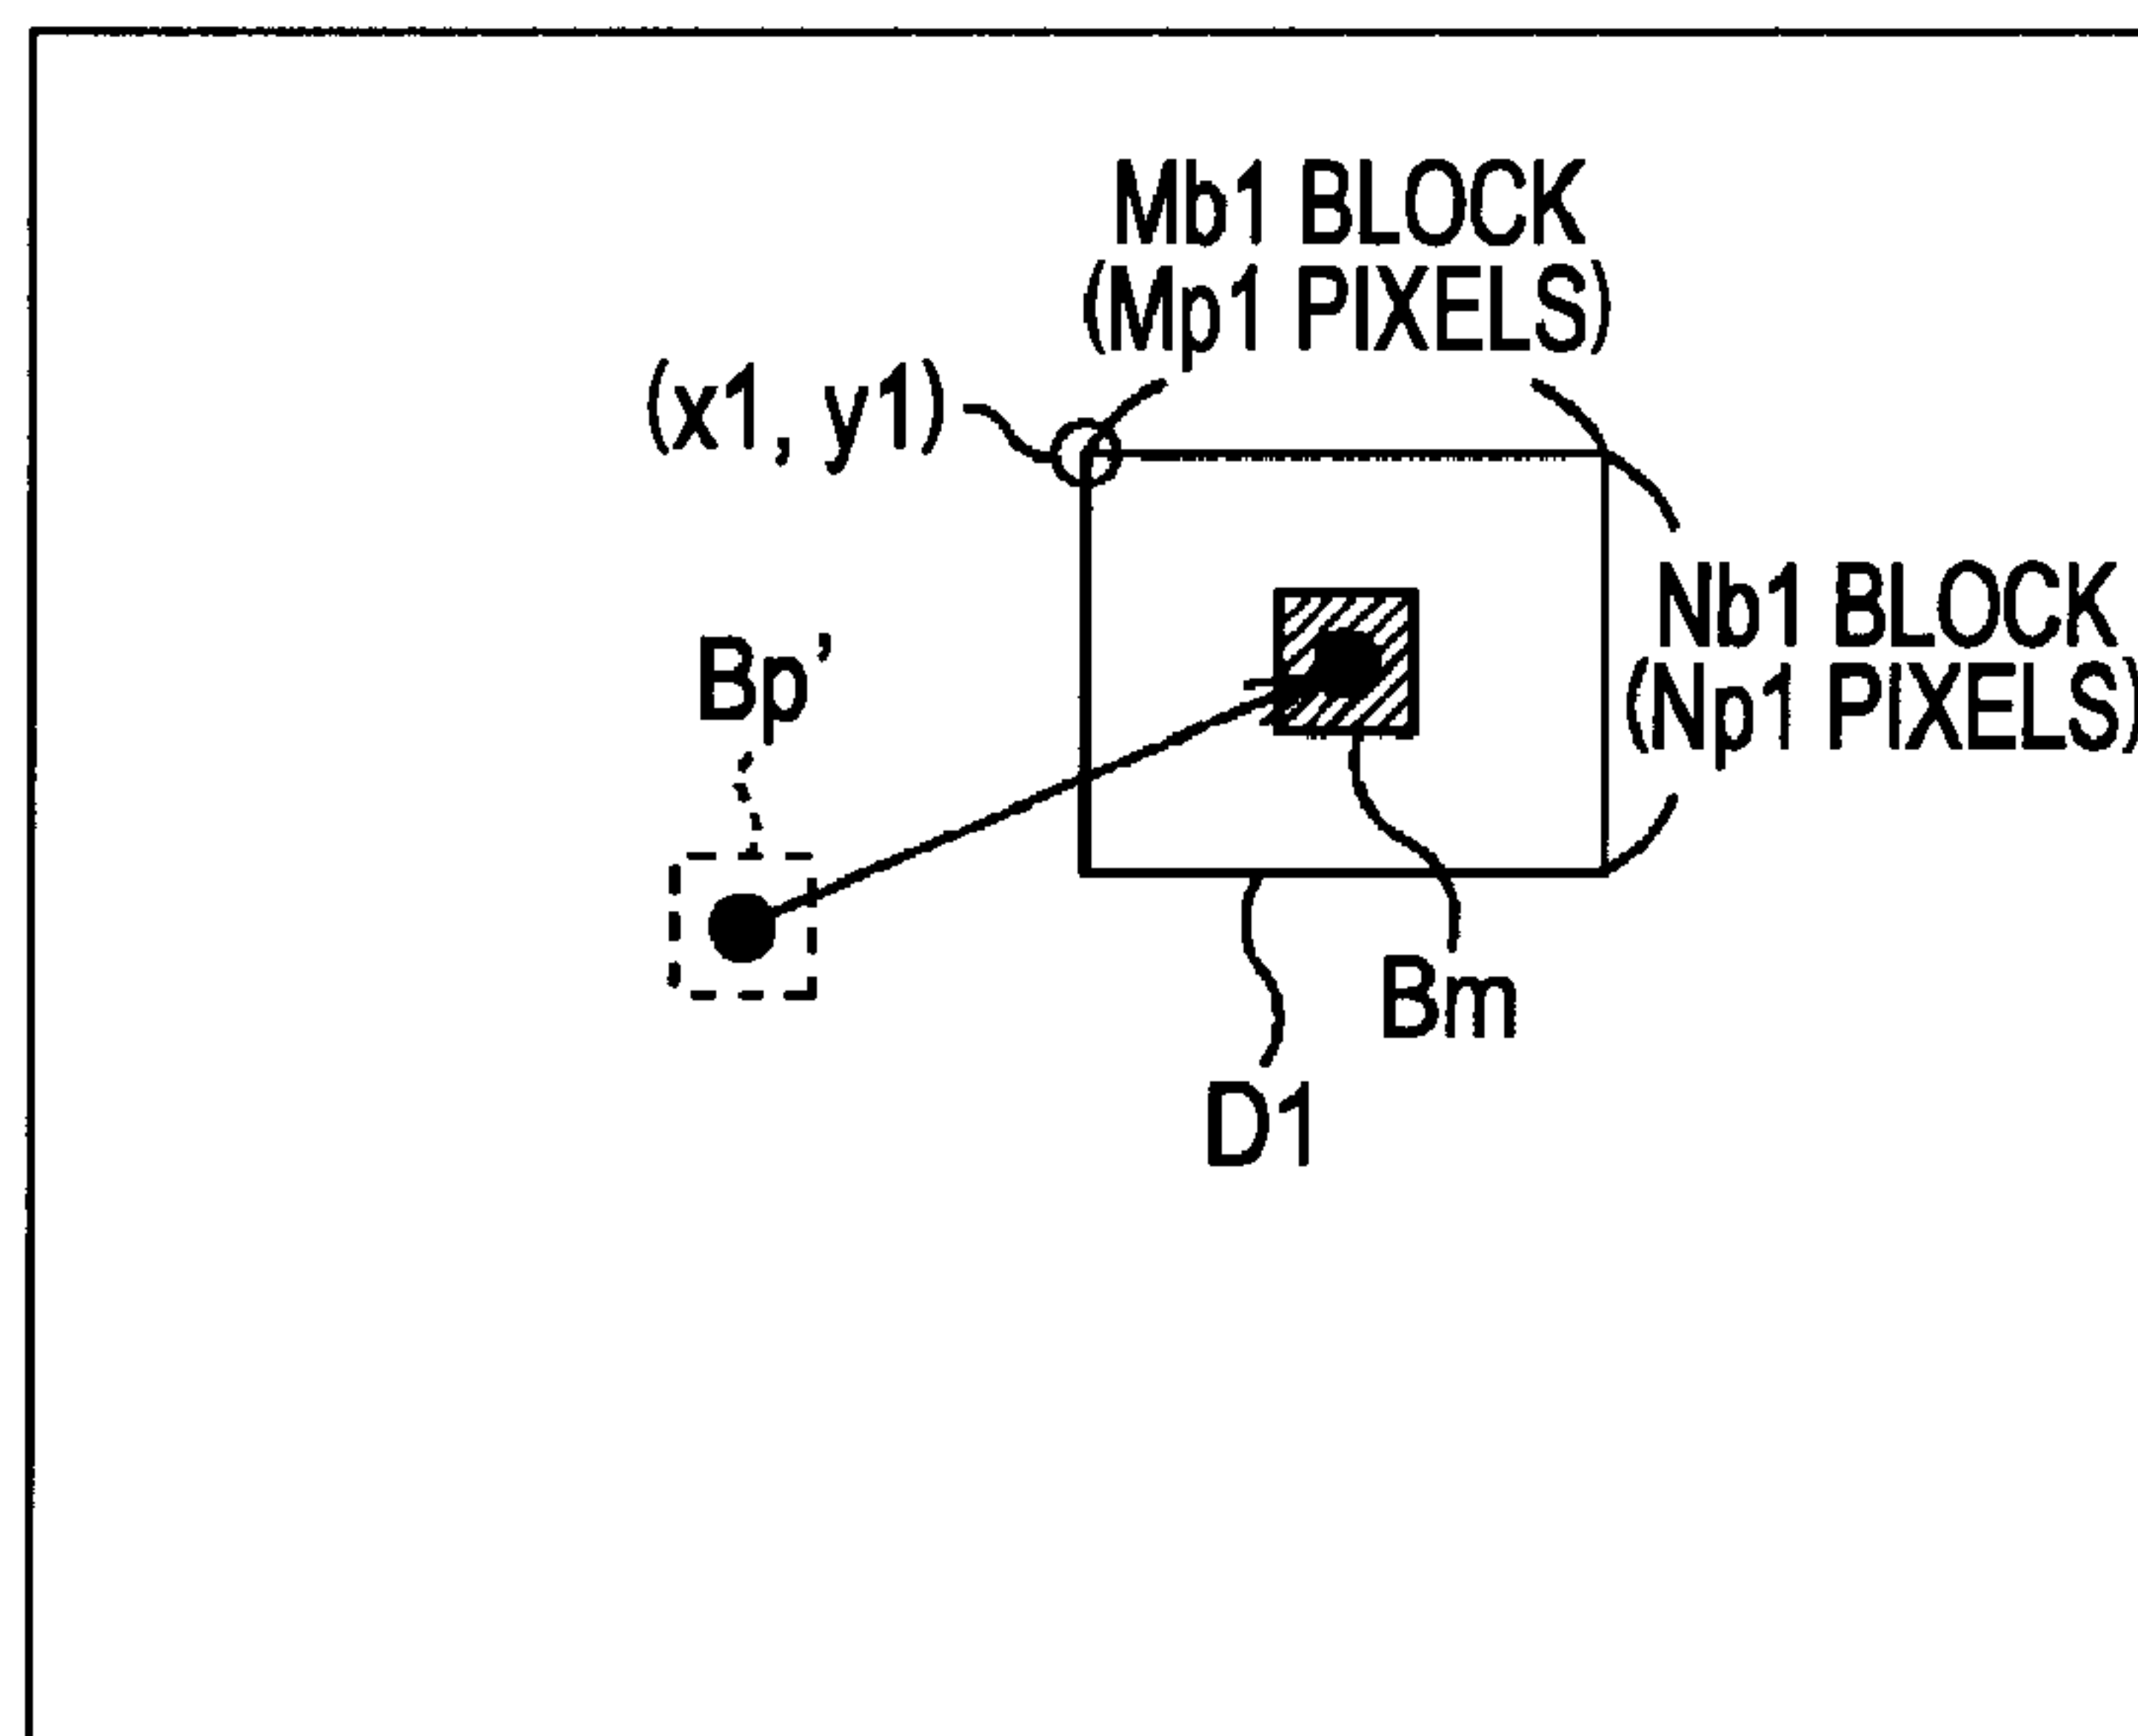 Mb1 BLOCK
(Mp1 PIXELS)
(x1, y1)
Nb1 BLOCK
(Np1 PIXELS)
Bp’
Bm
D1